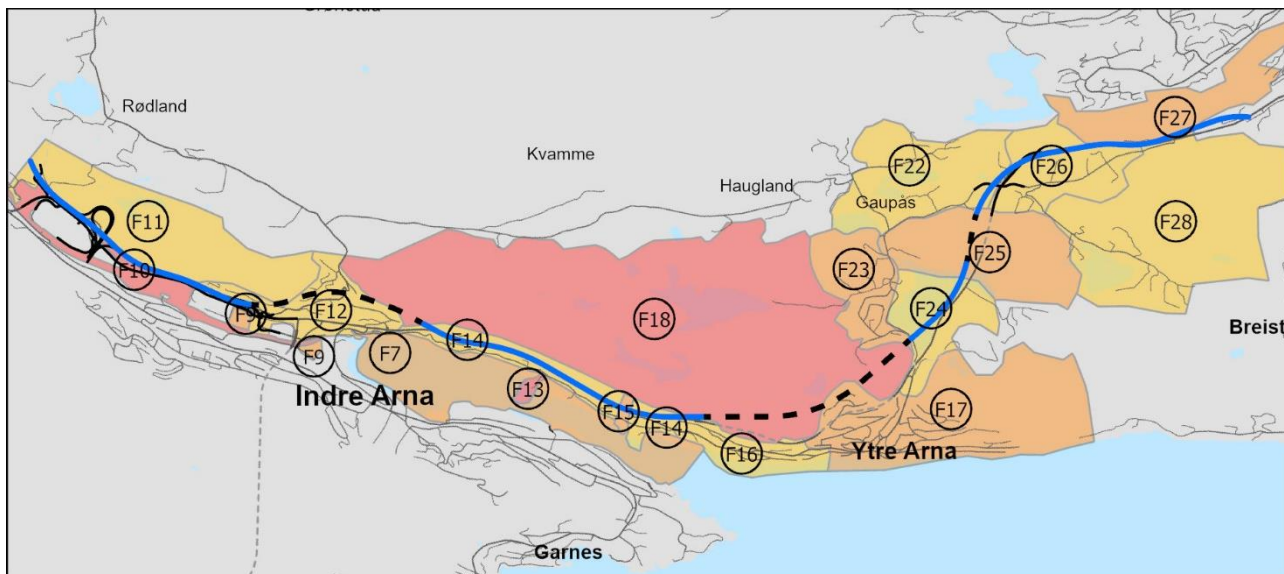 Rødland
Kvamme
Haugland
Gaupås
F27
F22
F26
F28
F11
F10
F25
F23
F18
F24
F9
F12
F14
F7
F9
Indre Arna
F13
F15
F14
F17
F16
Ytre Arna
Breist
Garnes